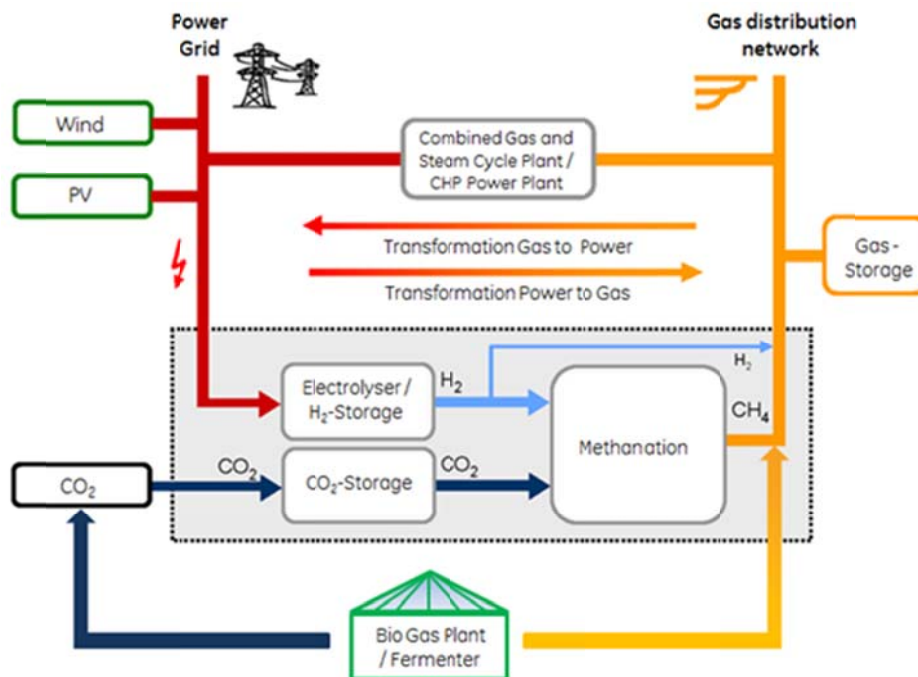 Power
Grid
Gas distribution
network
Wind
PV
Combined Gas and
Steam Cycle Plant /
CHP Power Plant
Gas -
Storage
Transformation Gas to Power
Transformation Power to Gas
Electrolyser /
H₂-Storage
H₂
H₂
CH₄
Methanation
CO₂
CO₂
CO₂-Storage
CO₂
Bio Gas Plant
/ Fermenter